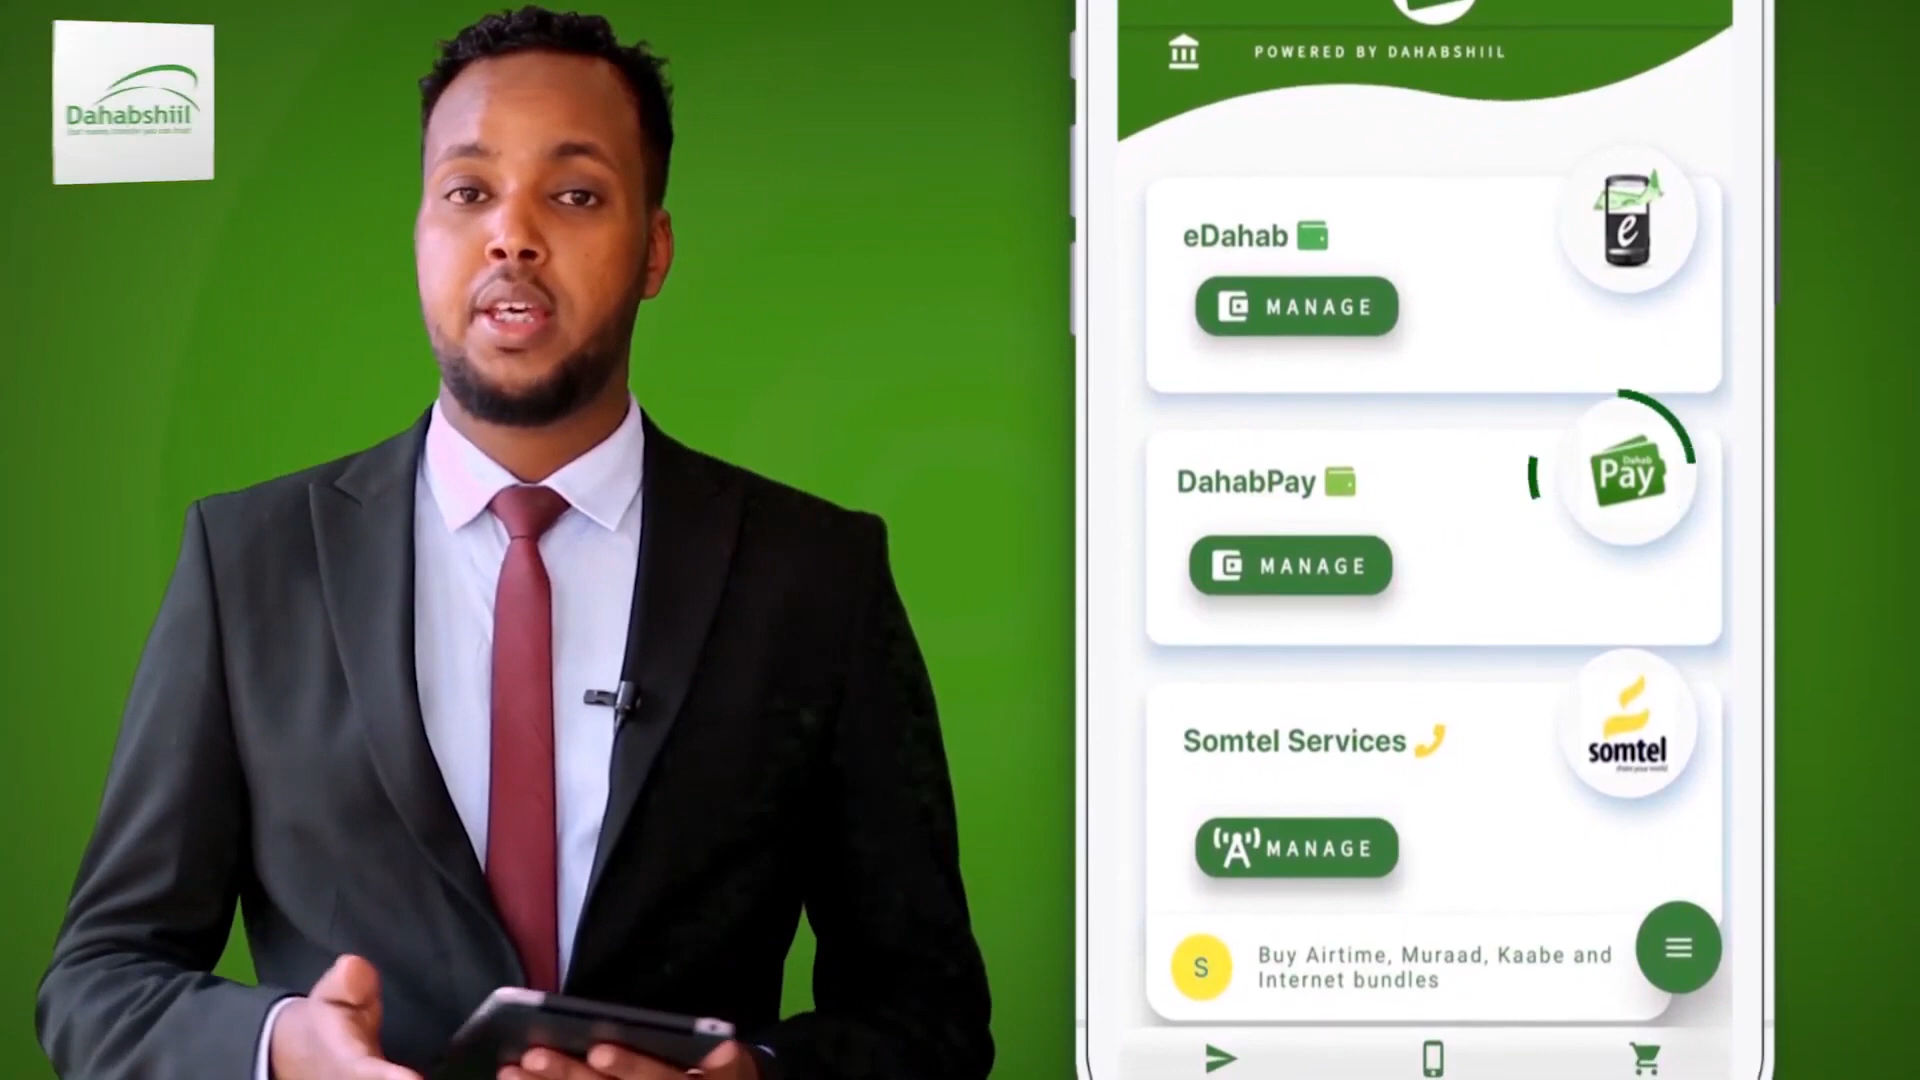 Dahabshiil
POWERED BY DAHABSHIIL
eDahab
e
MANAGE
DahabPay
Dahab
Pay
MANAGE
Somtel Services
somtel
MANAGE
S
Buy Airtime, Muraad, Kaabe and
Internet bundles